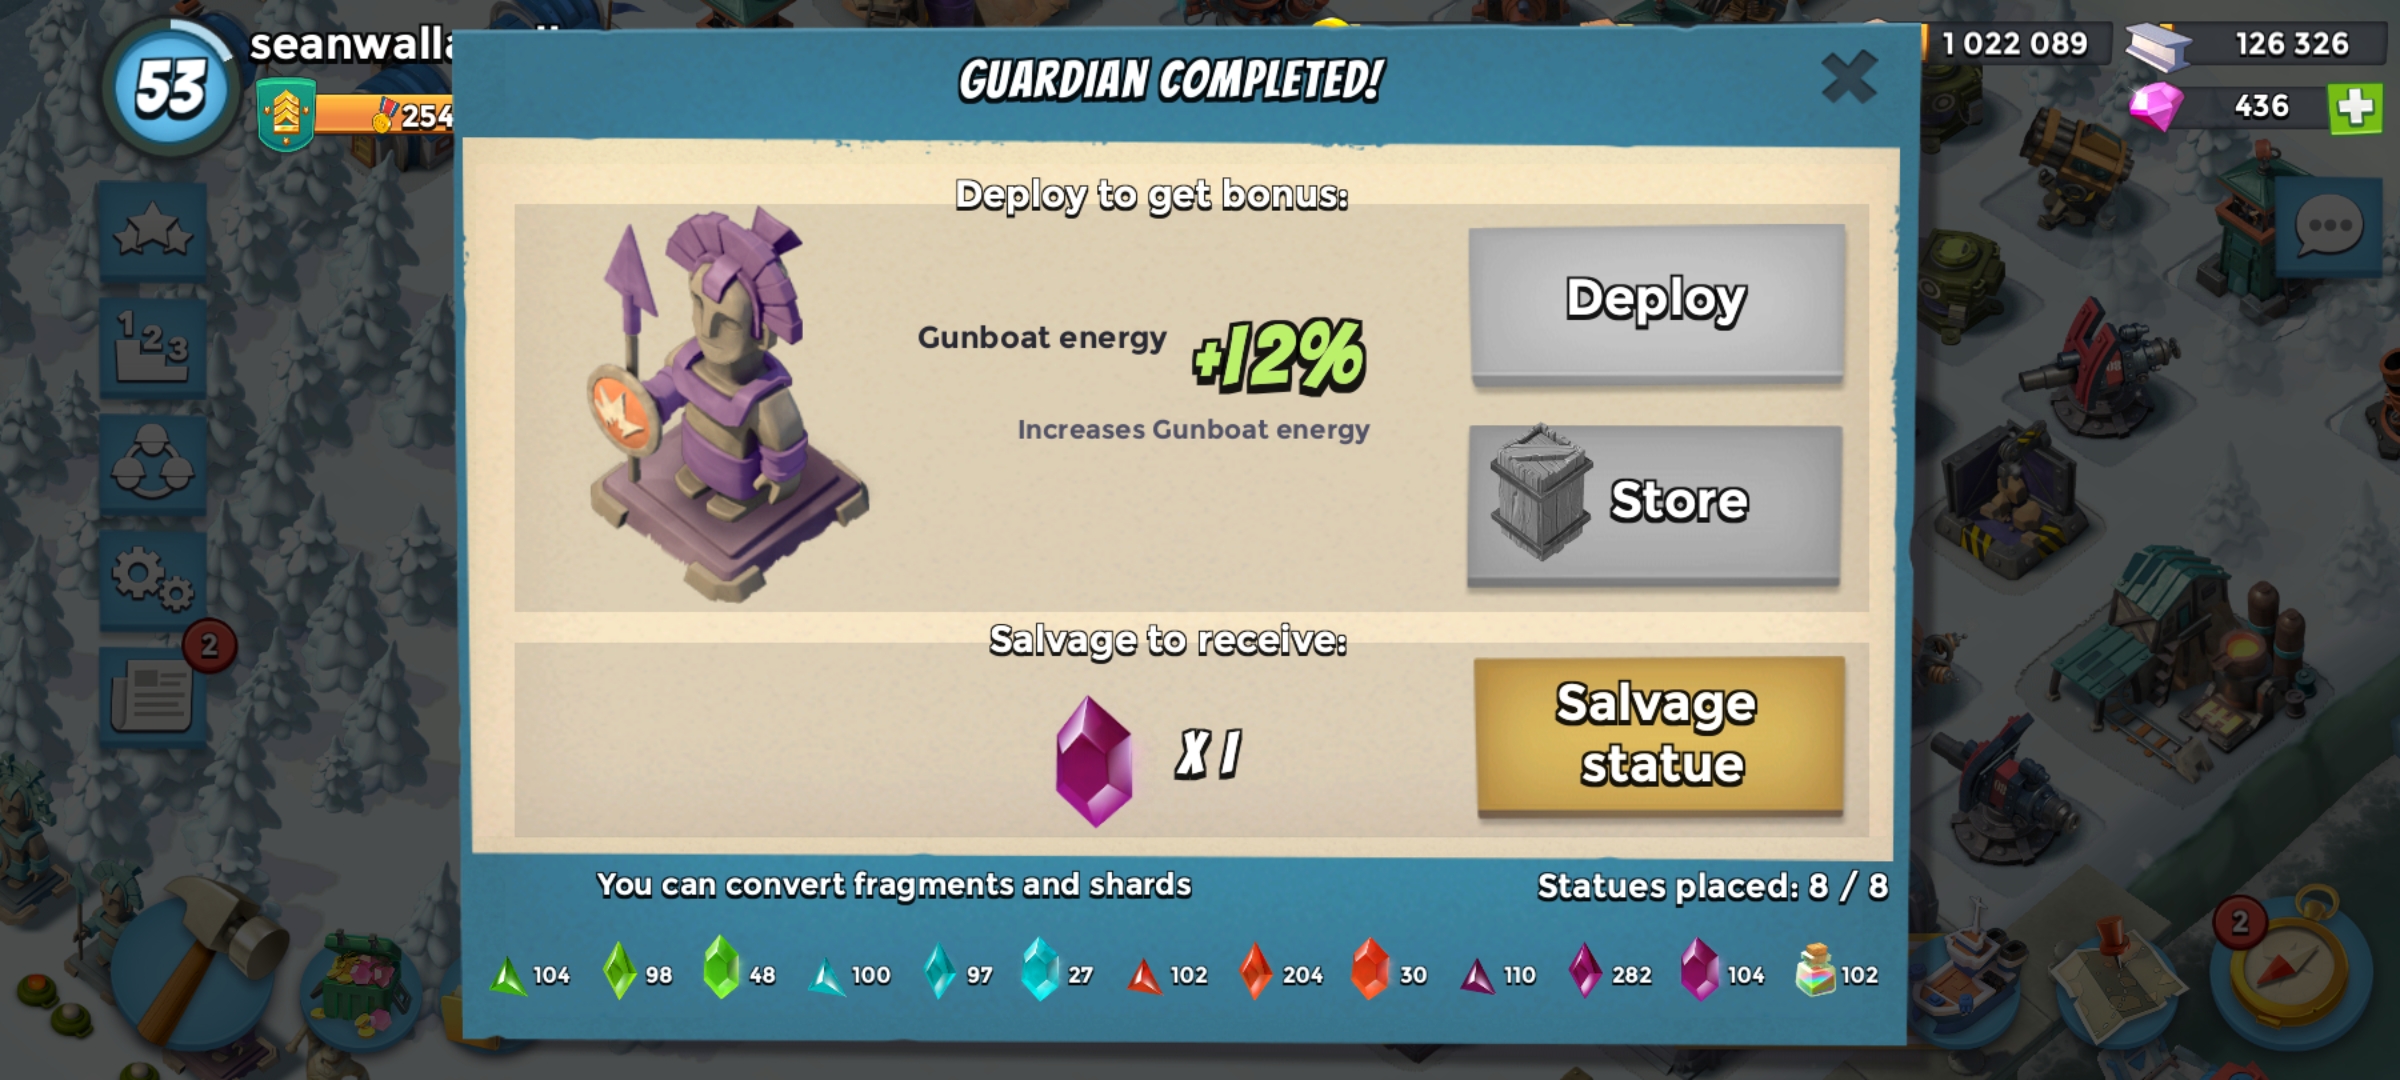 53
254
GUARDIAN COMPLETED!
1 022 089
126 326
436
Deploy to get bonus:
Gunboat energy +12%
Increases Gunboat energy
Deploy
Store
1 2 3
2
Salvage to receive:
X 1
Salvage
statue
You can convert fragments and shards
Statues placed: 8 / 8
104 98 48 100 97 27 102 204 30 110 282 104 102
2